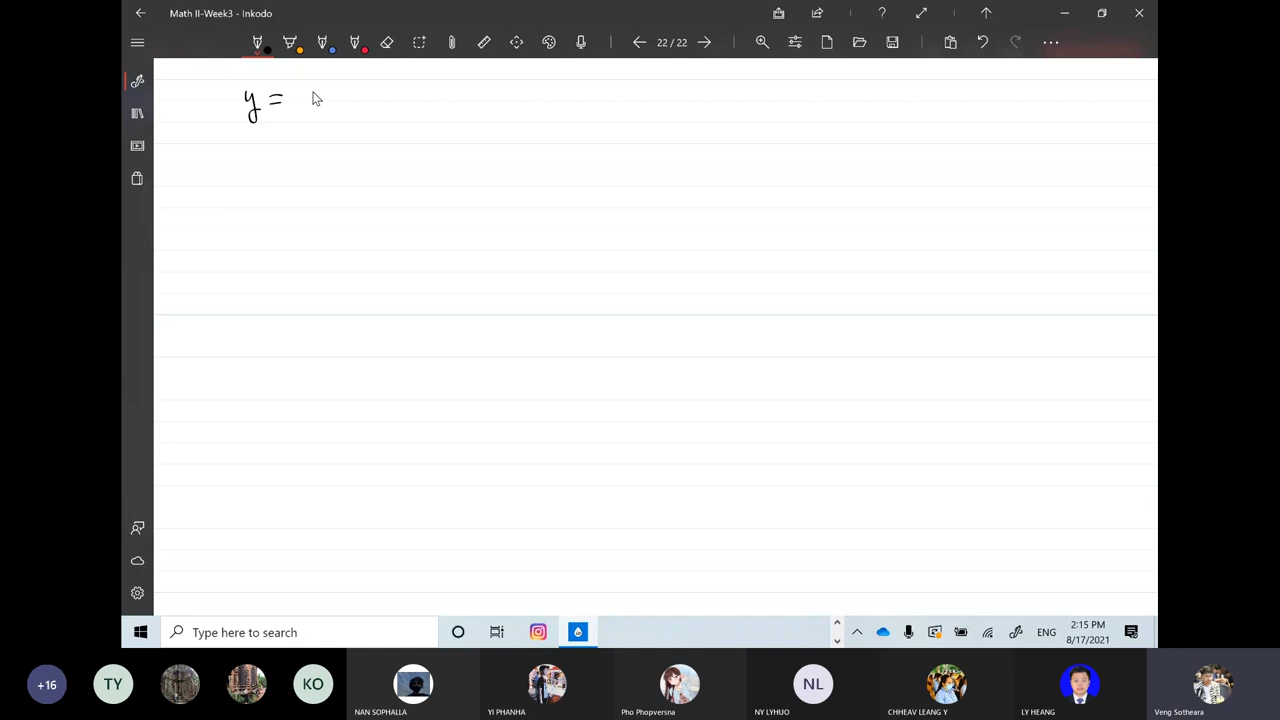 Math II-Week3 - Inkodo
22 / 22
y =
Type here to search
ENG
2:15 PM
8/17/2021
+16
TY
KO
NL
NAN SOPHALLA
YI PHANHA
Pho Phopversna
NY LYHUO
CHHEAV LEANG Y
LY HEANG
Veng Sotheara